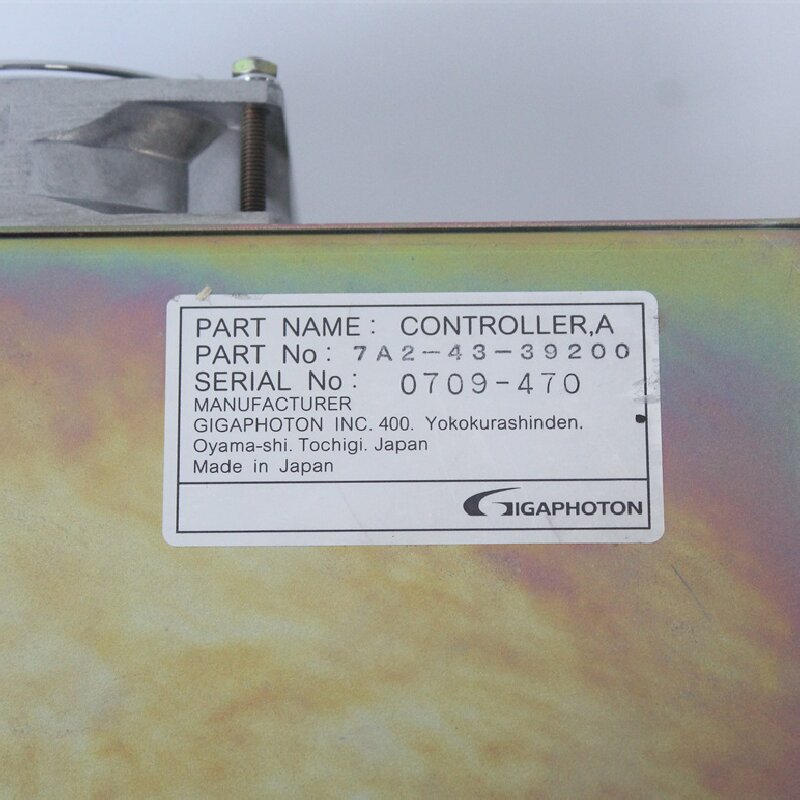 PART NAME: CONTROLLER,A
PART No: 7A2-43-39200
SERIAL No: 0709-470
MANUFACTURER
GIGAPHOTON INC. 400. Yokokurashinden.
Oyama-shi. Tochigi. Japan
Made in Japan
GIGAPHOTON